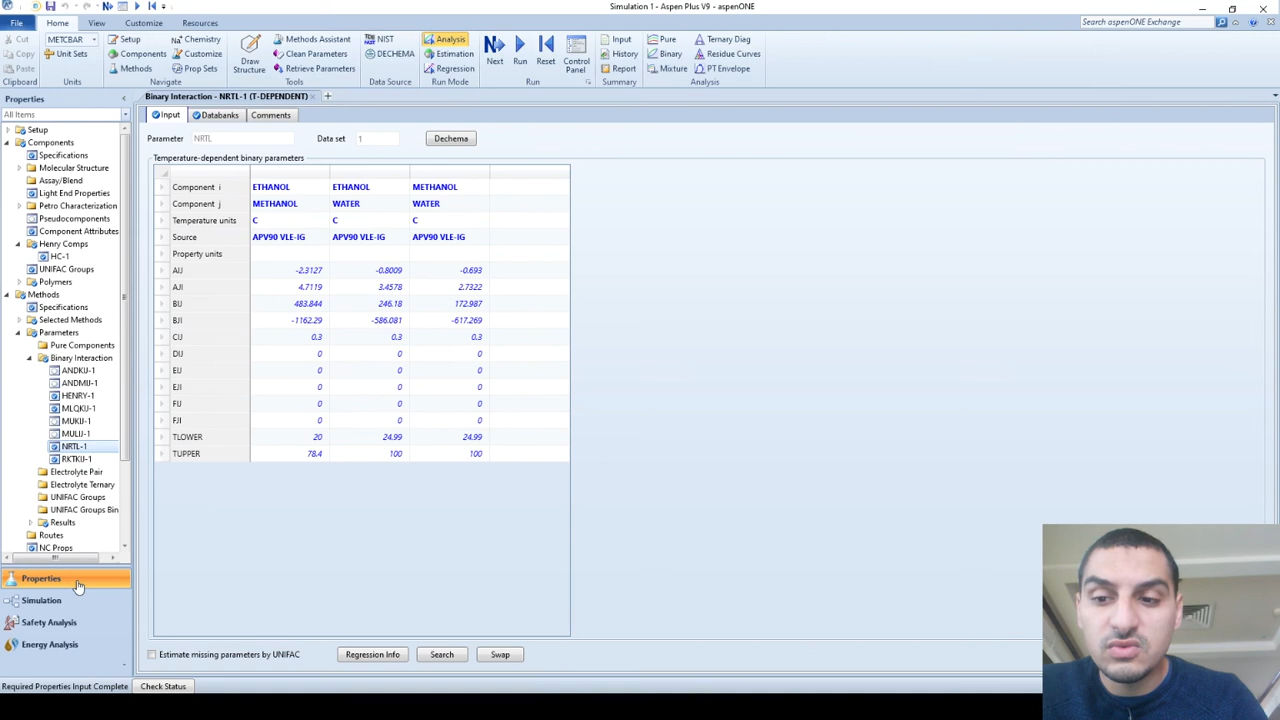 Simulation 1 - Aspen Plus V9 - aspenONE
File Home View Customize Resources Search aspenONE Exchange
Cut METCBAR Setup Chemistry Methods Assistant NIST Analysis Input Pure Ternary Diag
Copy Unit Sets Components Customize Clean Parameters DECHEMA Estimation History Binary Residue Curves
Paste Methods Prop Sets Draw Structure Retrieve Parameters Regression Next Run Reset Control Panel Report Mixture PT Envelope
Clipboard Units Navigate Tools Data Source Run Mode Run Summary Analysis
Properties
All Items
Setup
Components
Specifications
Molecular Structure
Assay/Blend
Light End Properties
Petro Characterization
Pseudocomponents
Component Attributes
Henry Comps
HC-1
UNIFAC Groups
Polymers
Methods
Specifications
Selected Methods
Parameters
Pure Components
Binary Interaction
ANDKIJ-1
ANDMIJ-1
HENRY-1
MLQKIJ-1
MUKIJ-1
MULIJ-1
NRTL-1
RKTKIJ-1
Electrolyte Pair
Electrolyte Ternary
UNIFAC Groups
UNIFAC Groups Bin
Results
Routes
NC Props
Properties
Simulation
Safety Analysis
Energy Analysis
Binary Interaction - NRTL-1 (T-DEPENDENT)
Input Databanks Comments
Parameter NRTL Data set 1 Dechema
Temperature-dependent binary parameters
Component i ETHANOL ETHANOL METHANOL
Component j METHANOL WATER WATER
Temperature units C C C
Source APV90 VLE-IG APV90 VLE-IG APV90 VLE-IG
Property units
AIJ -2.3127 -0.8009 -0.693
AJI 4.7119 3.4578 2.7322
BIJ 483.844 246.18 172.987
BJI -1162.29 -586.081 -617.269
CIJ 0.3 0.3 0.3
DIJ 0 0 0
EIJ 0 0 0
EJI 0 0 0
FIJ 0 0 0
FJI 0 0 0
TLOWER 20 24.99 24.99
TUPPER 78.4 100 100
Estimate missing parameters by UNIFAC Regression Info Search Swap
Required Properties Input Complete Check Status